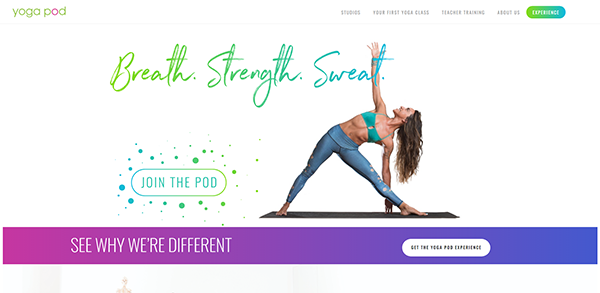 yoga pod
STUDIOS YOUR FIRST YOGA CLASS TEACHER TRAINING ABOUT US EXPERIENCE
Breath. Strength. Sweat.
JOIN THE POD
SEE WHY WE'RE DIFFERENT
GET THE YOGA POD EXPERIENCE